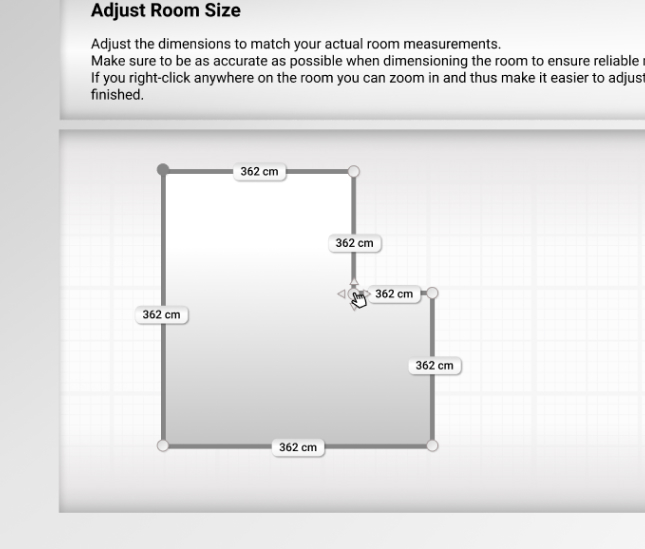 Adjust Room Size
Adjust the dimensions to match your actual room measurements.
Make sure to be as accurate as possible when dimensioning the room to ensure reliable
If you right-click anywhere on the room you can zoom in and thus make it easier to adjust
finished.
362 cm
362 cm
362 cm
362 cm
362 cm
362 cm